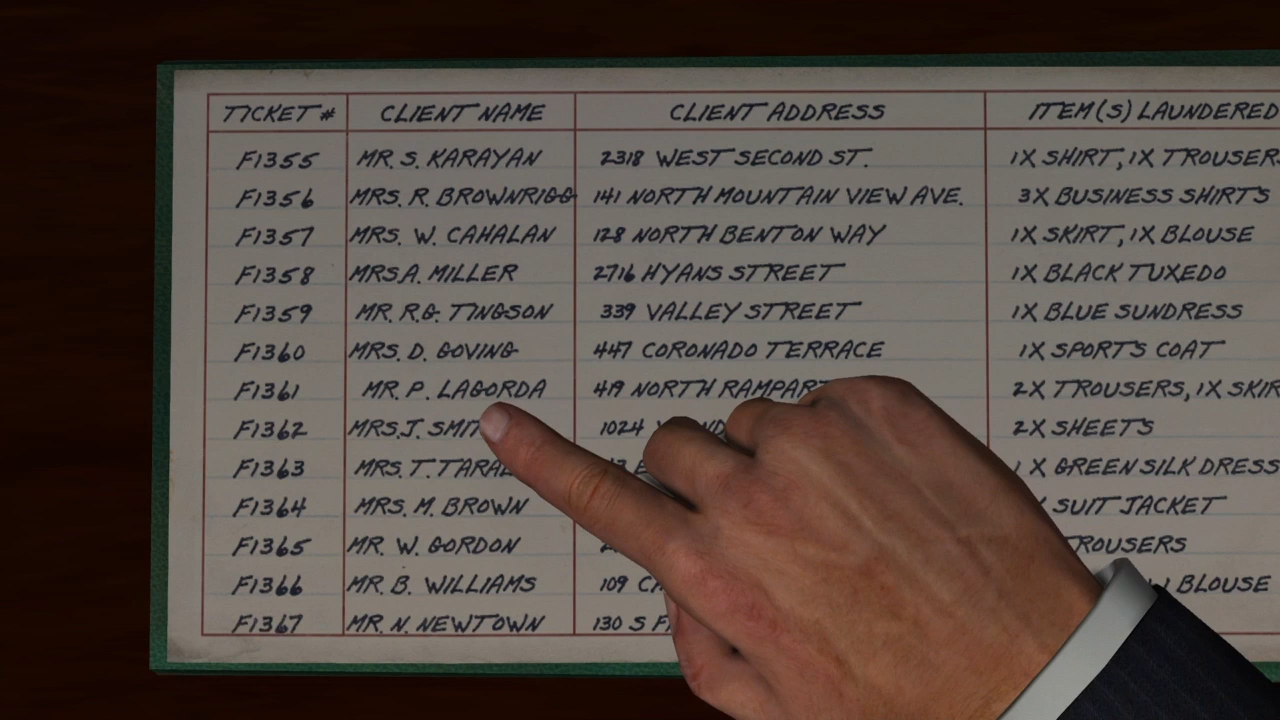 TICKET # CLIENT NAME CLIENT ADDRESS ITEM(S) LAUNDERED
F1355 MR. S. KARAYAN 2318 WEST SECOND ST. 1X SHIRT, 1X TROUSERS
F1356 MRS. R. BROWNRIGG 141 NORTH MOUNTAIN VIEW AVE. 3X BUSINESS SHIRTS
F1357 MRS. W. CAHALAN 128 NORTH BENTON WAY 1X SKIRT, 1X BLOUSE
F1358 MRS A. MILLER 2716 HYANS STREET 1X BLACK TUXEDO
F1359 MR. R.G. TINGSON 339 VALLEY STREET 1X BLUE SUNDRESS
F1360 MRS. D. GOVING 447 CORONADO TERRACE 1X SPORTS COAT
F1361 MR. P. LAGORDA 419 NORTH 2X TROUSERS, 1X
F1362 MRS. J. 1024 2X SHEETS
F1363 MRS. T. X GREEN SILK DRESS
F1364 MRS. M. BROWN SUIT JACKET
F1365 MR. W. GORDON TROUSERS
F1366 MR. B. WILLIAMS 109 BLOUSE
F1367 MR. N. NEWTOWN 130 S